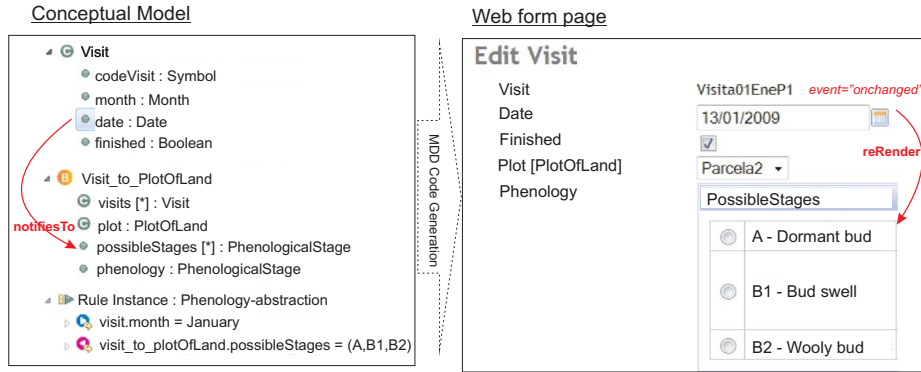 Conceptual Model
Visit
codeVisit : Symbol
month : Month
date : Date
finished : Boolean
Visit_to_PlotOfLand
visits [*] : Visit
notifiesTo
plot : PlotOfLand
possibleStages [*] : PhenologicalStage
phenology : PhenologicalStage
Rule Instance : Phenology-abstraction
visit.month = January
visit_to_plotOfLand.possibleStages = (A,B1,B2)
MDD Code Generation
Web form page
Edit Visit
Visit Visita01EneP1 event="onchanged"
Date 13/01/2009
Finished
reRender
Plot [PlotOfLand] Parcela2
Phenology
PossibleStages
A - Dormant bud
B1 - Bud swell
B2 - Wooly bud